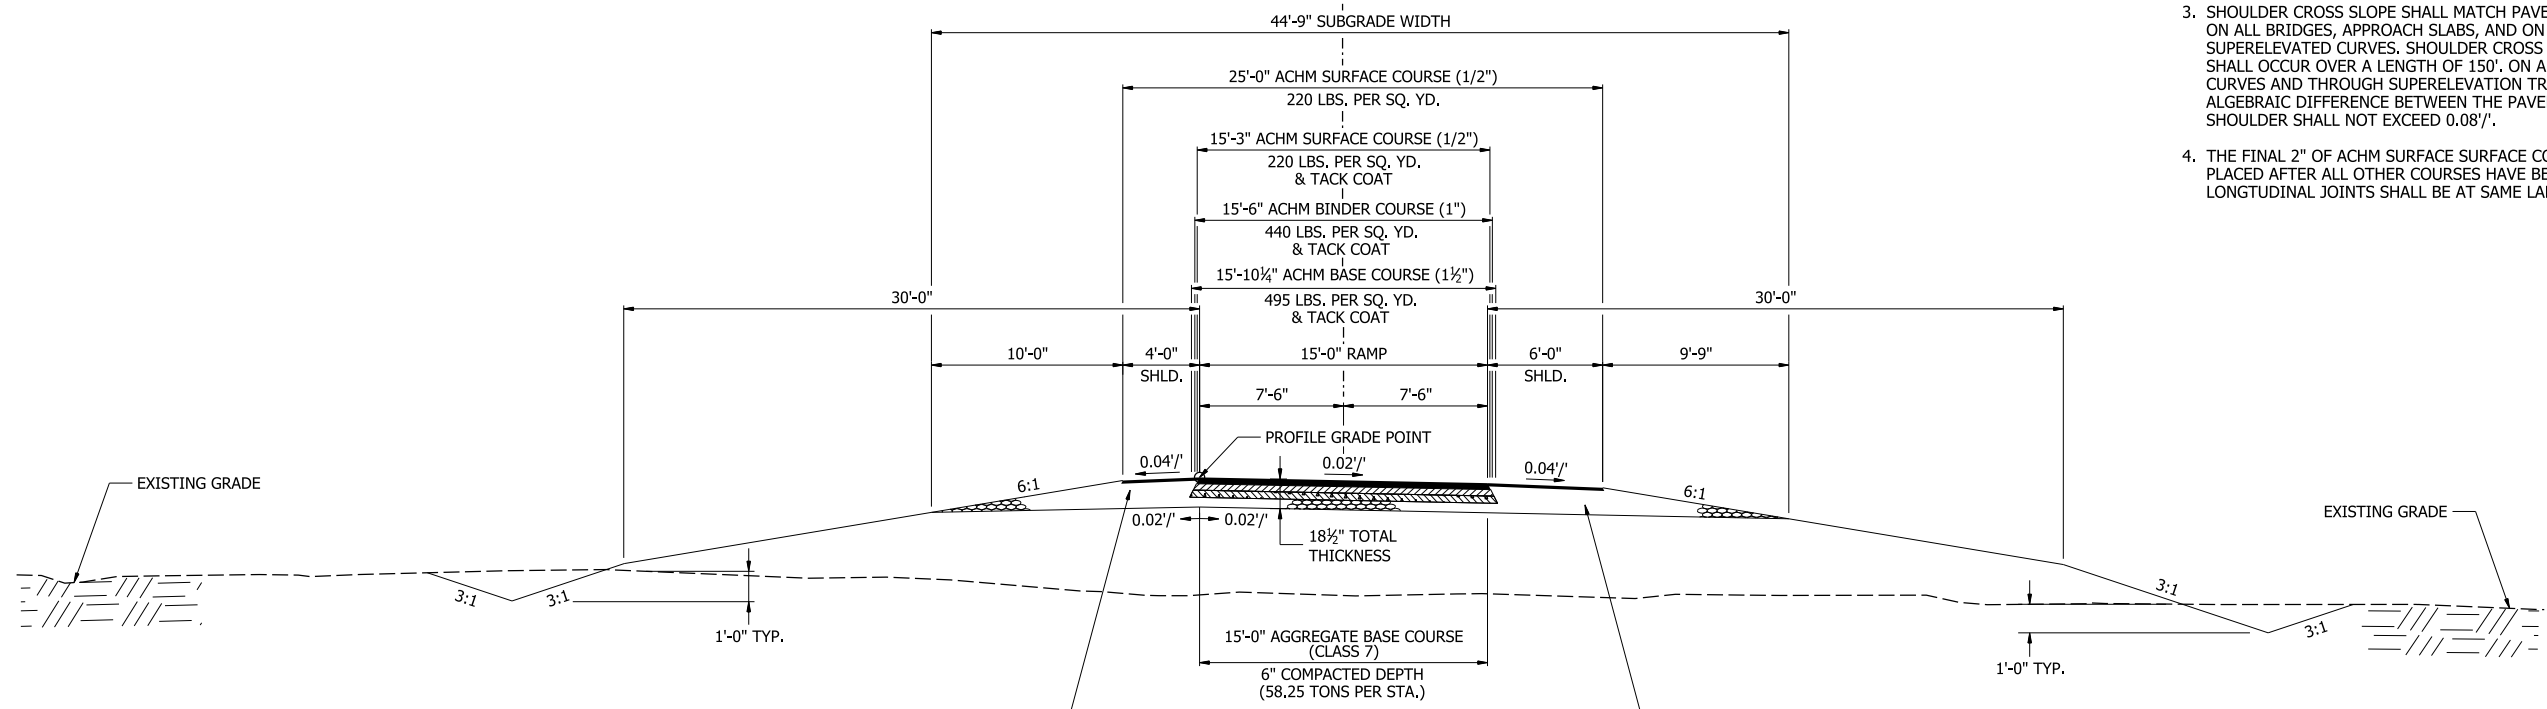 44'-9" SUBGRADE WIDTH
25'-0" ACHM SURFACE COURSE (1/2")
220 LBS. PER SQ. YD.
15'-3" ACHM SURFACE COURSE (1/2")
220 LBS. PER SQ. YD.
& TACK COAT
15'-6" ACHM BINDER COURSE (1")
440 LBS. PER SQ. YD.
& TACK COAT
15'-10¼" ACHM BASE COURSE (1½")
495 LBS. PER SQ. YD.
& TACK COAT
30'-0"
30'-0"
10'-0"
4'-0"
SHLD.
15'-0" RAMP
6'-0"
SHLD.
9'-9"
7'-6"
7'-6"
PROFILE GRADE POINT
0.04'/'
0.02'/'
0.04'/'
EXISTING GRADE
6:1
6:1
0.02'/'
0.02'/'
18½" TOTAL
THICKNESS
EXISTING GRADE
3:1
3:1
3:1
3:1
1'-0" TYP.
1'-0" TYP.
15'-0" AGGREGATE BASE COURSE
(CLASS 7)
6" COMPACTED DEPTH
(58.25 TONS PER STA.)
3. SHOULDER CROSS SLOPE SHALL MATCH PAVE
ON ALL BRIDGES, APPROACH SLABS, AND ON
SUPERELEVATED CURVES. SHOULDER CROSS
SHALL OCCUR OVER A LENGTH OF 150'. ON A
CURVES AND THROUGH SUPERELEVATION TR
ALGEBRAIC DIFFERENCE BETWEEN THE PAVE
SHOULDER SHALL NOT EXCEED 0.08'/'.
4. THE FINAL 2" OF ACHM SURFACE SURFACE CO
PLACED AFTER ALL OTHER COURSES HAVE BE
LONGTUDINAL JOINTS SHALL BE AT SAME LA